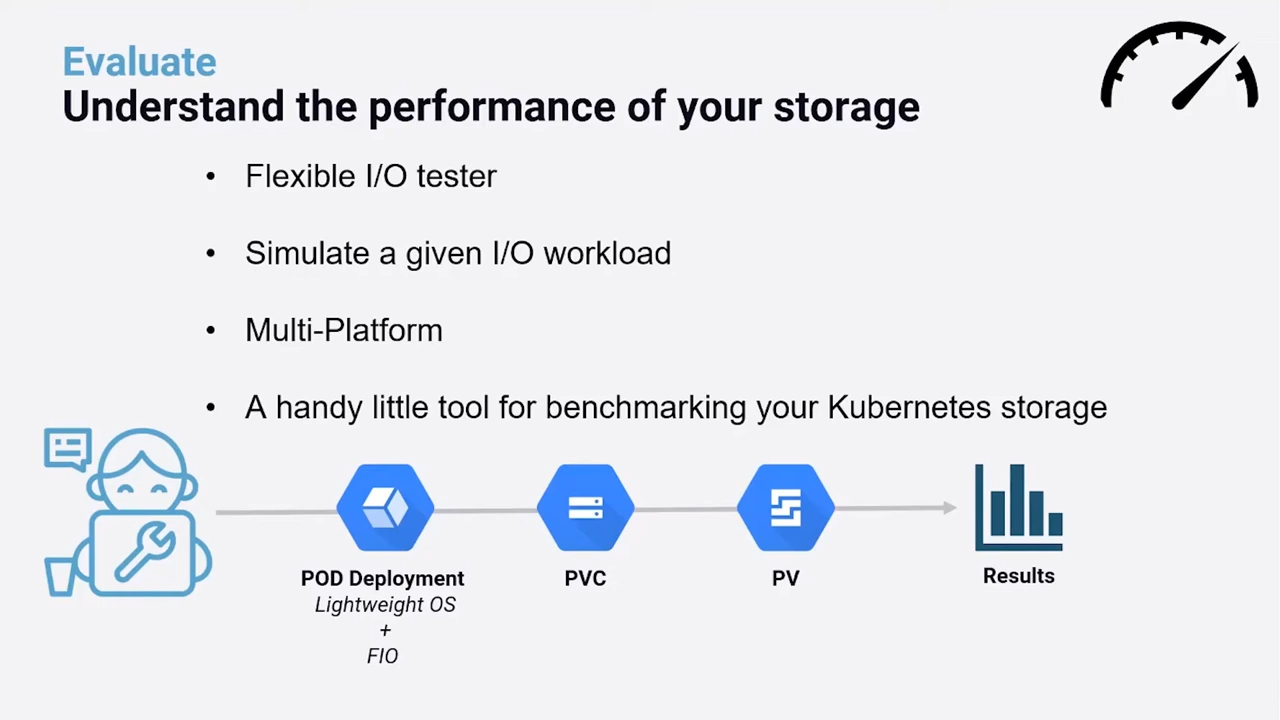 Evaluate
Understand the performance of your storage
• Flexible I/O tester
• Simulate a given I/O workload
• Multi-Platform
• A handy little tool for benchmarking your Kubernetes storage
POD Deployment
Lightweight OS
+
FIO
PVC
PV
Results